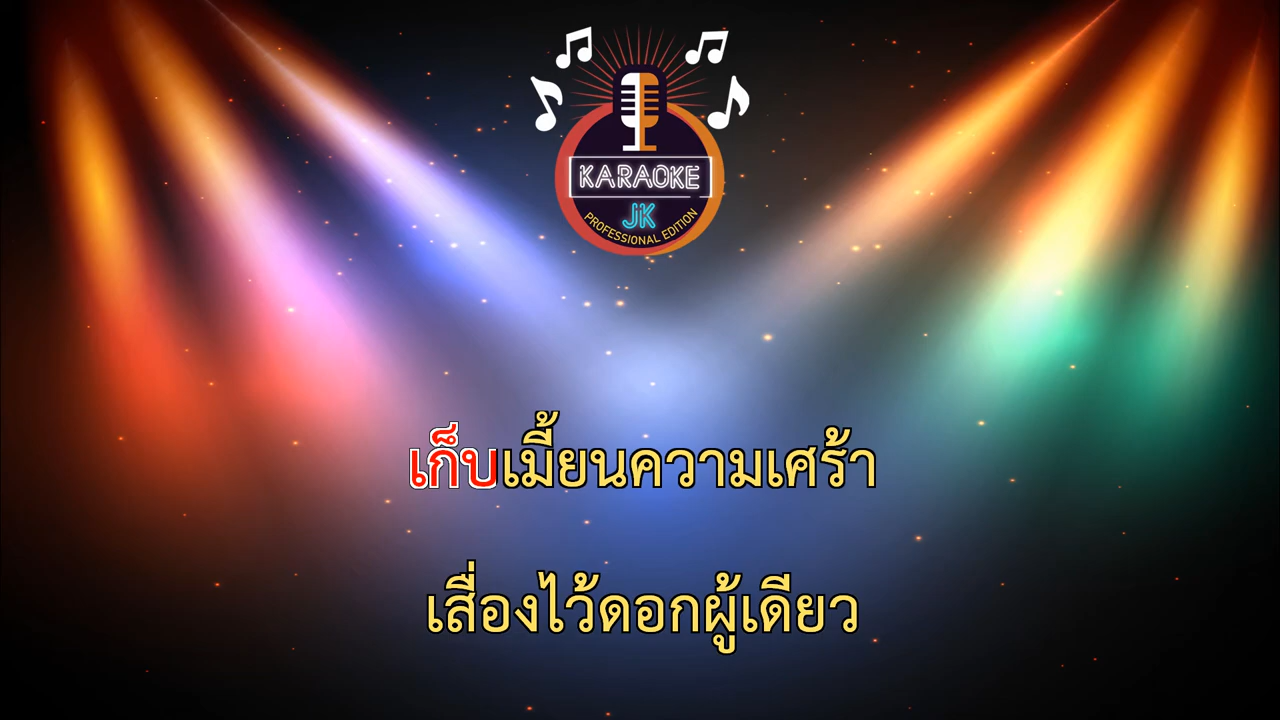 KARAOKE
JK
PROFESSIONAL EDITION
เก็บเมี้ยนความเศร้า
เสื่องไว้ดอกผู้เดียว